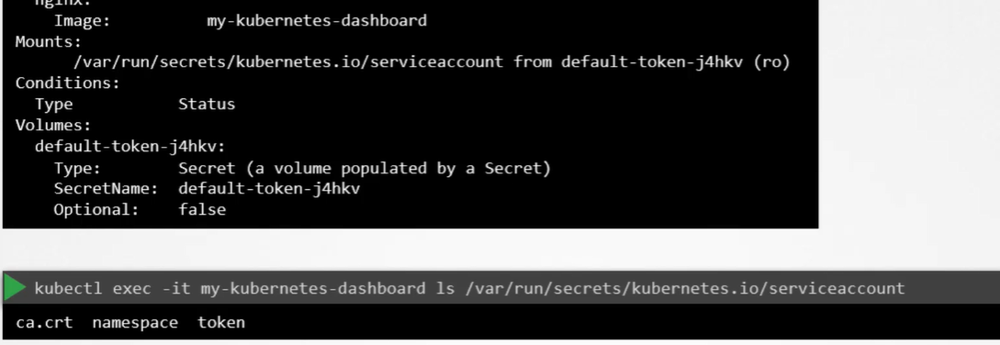 nginx:
Image: my-kubernetes-dashboard
Mounts:
/var/run/secrets/kubernetes.io/serviceaccount from default-token-j4hkv (ro)
Conditions:
Type Status
Volumes:
default-token-j4hkv:
Type: Secret (a volume populated by a Secret)
SecretName: default-token-j4hkv
Optional: false
kubectl exec -it my-kubernetes-dashboard ls /var/run/secrets/kubernetes.io/serviceaccount
ca.crt namespace token